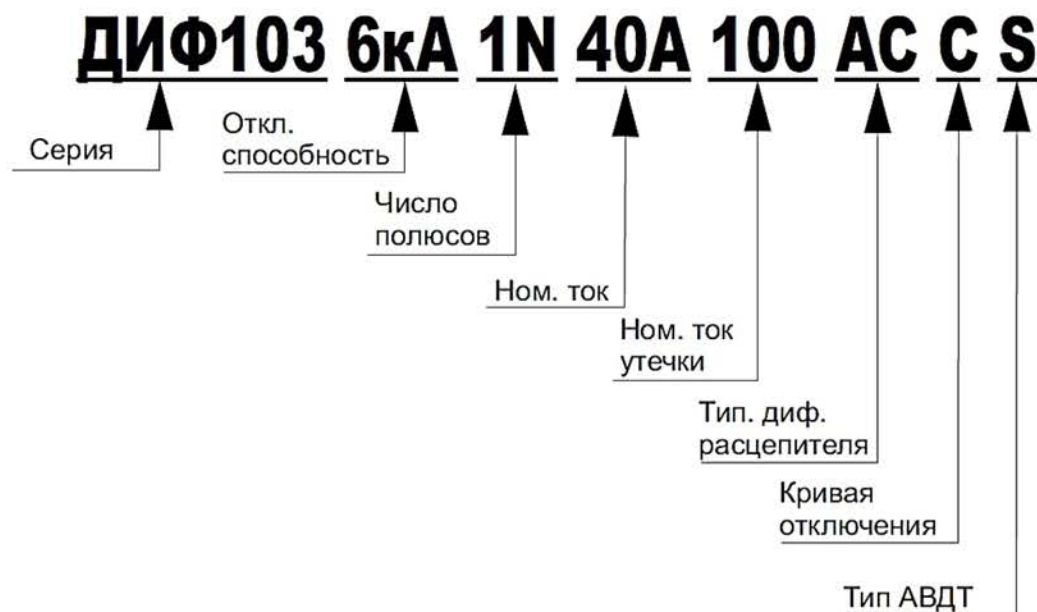 ДИФ103 6кА 1N 40А 100 АС С S
Серия
Откл.
способность
Число
полюсов
Ном. ток
Ном. ток
утечки
Тип. диф.
расцепителя
Кривая
отключения
Тип АВДТ